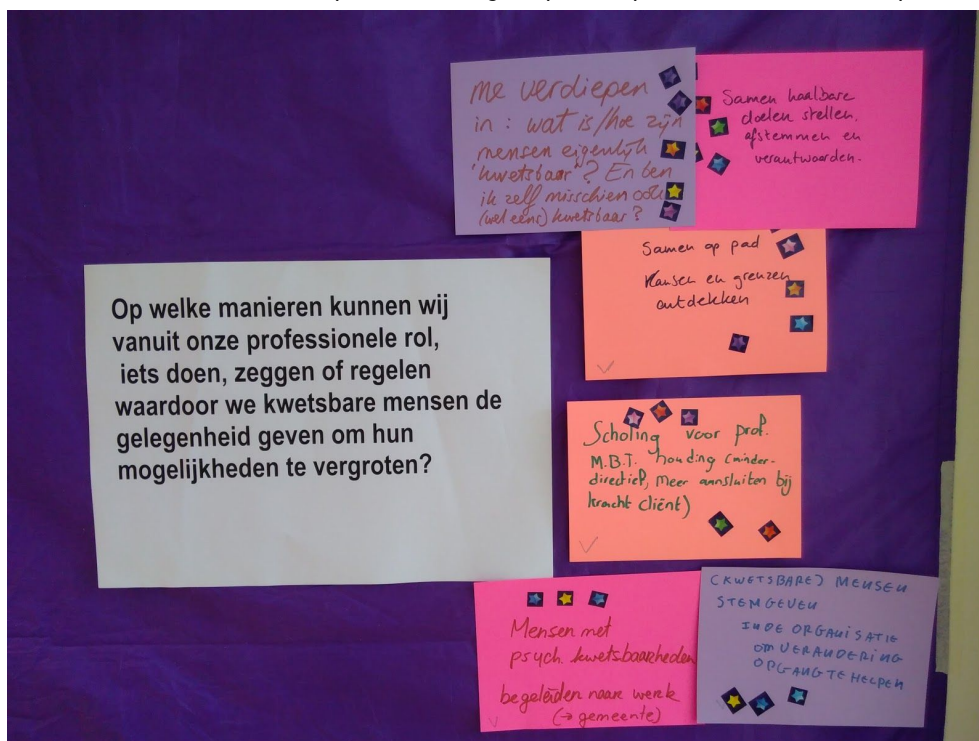 Op welke manieren kunnen wij
vanuit onze professionele rol,
iets doen, zeggen of regelen
waardoor we kwetsbare mensen de
gelegenheid geven om hun
mogelijkheden te vergroten?
me verdiepen
in : wat is/hoe zijn
mensen eigenlijk
'kwetsbaar'? En ben
ik zelf misschien ook
(wel eens) kwetsbaar?
Samen haalbare
doelen stellen,
afstemmen en
verantwoorden.
Samen op pad
Kansen en grenzen
ontdekken
Scholing voor prof.
M.B.T. houding (minder
directief, meer aansluiten bij
kracht cliënt)
Mensen met
psych. kwetsbaarheden
begeleiden naar werk
(→ gemeente)
(KWETSBARE) MENSEN
STEM GEVEN
IN DE ORGANISATIE
OM VERANDERING
OP GANG TE HELPEN